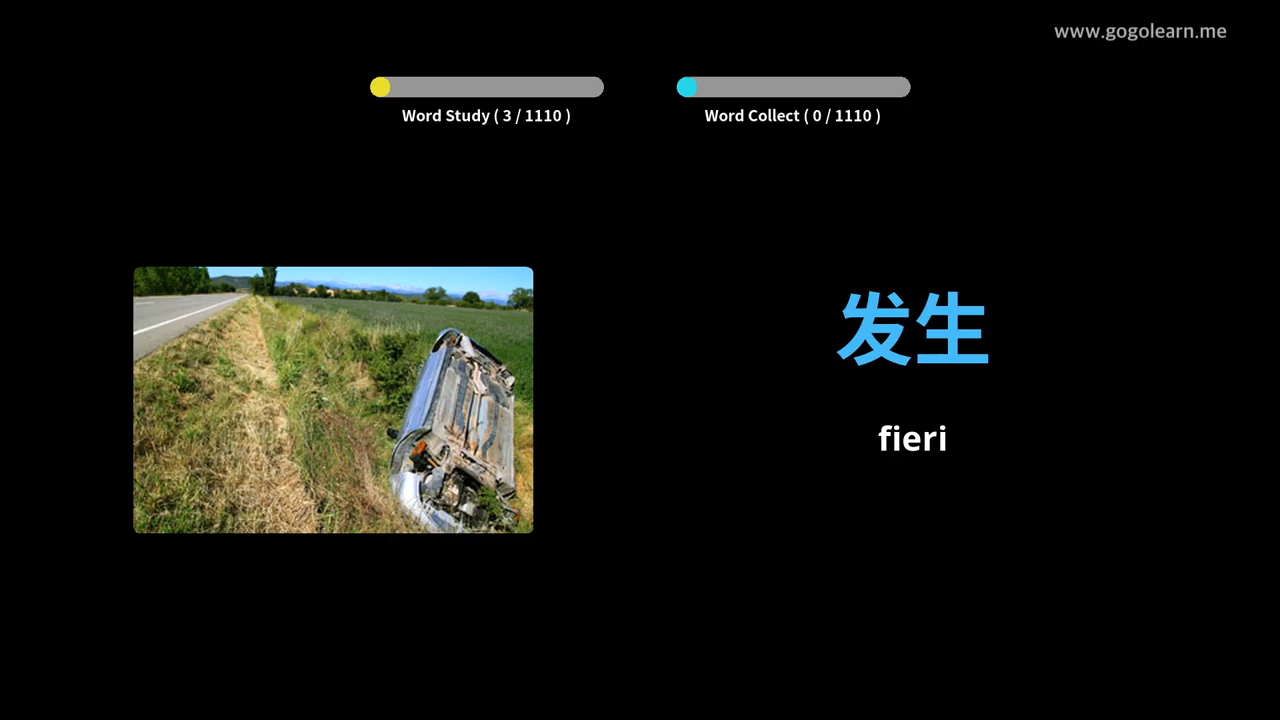 www.gogolearn.me
Word Study ( 3 / 1110 )
Word Collect ( 0 / 1110 )
发生
fieri